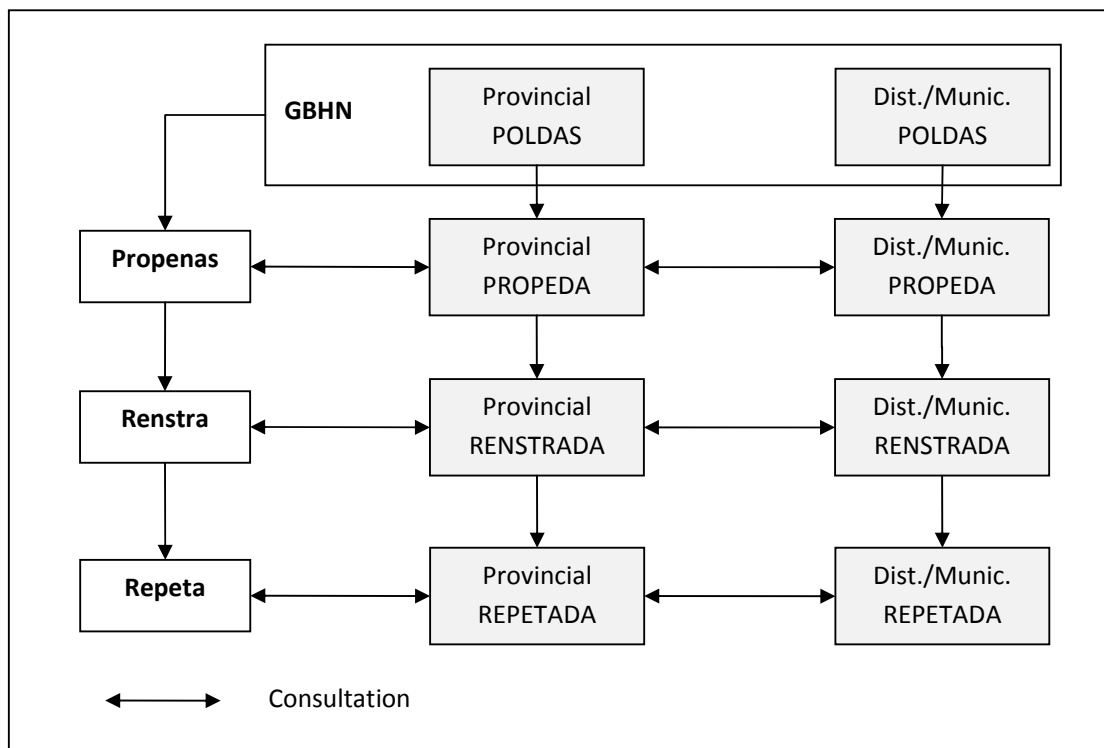 GBHN
Provincial
POLDAS
Dist./Munic.
POLDAS
Propenas
Provincial
PROPEDA
Dist./Munic.
PROPEDA
Renstra
Provincial
RENSTRADA
Dist./Munic.
RENSTRADA
Repeta
Provincial
REPETADA
Dist./Munic.
REPETADA
Consultation